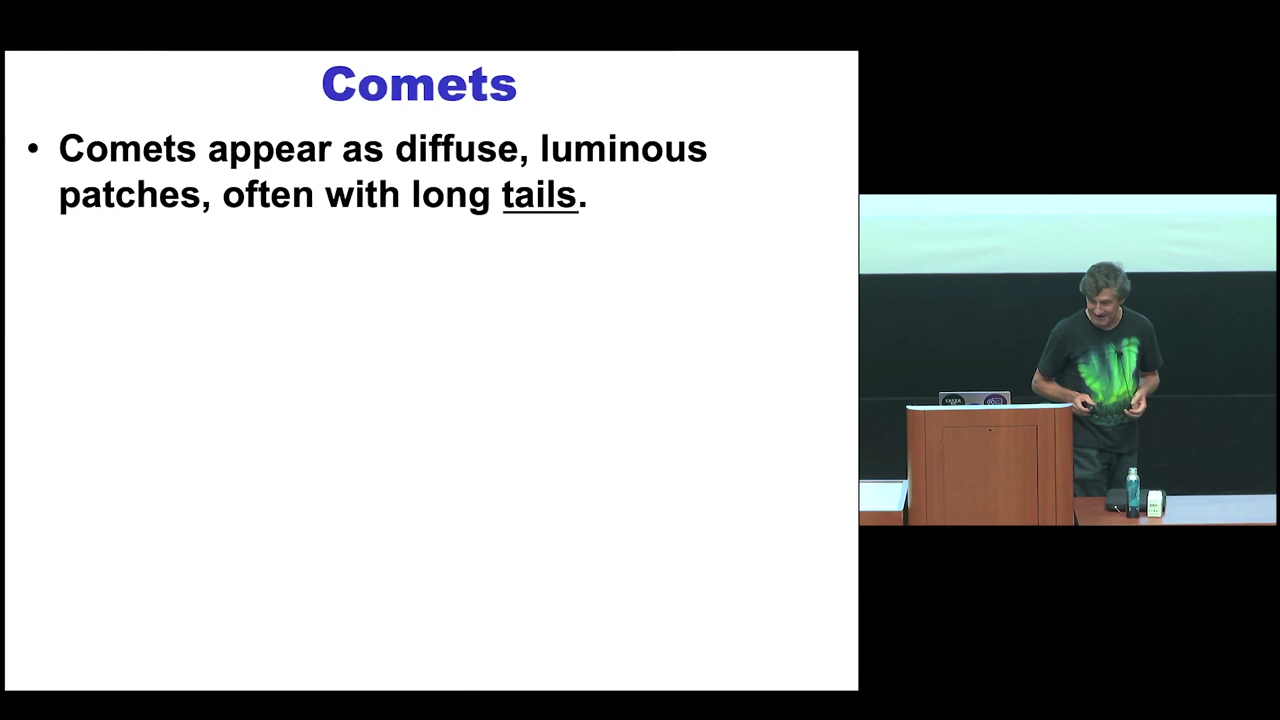 Comets
• Comets appear as diffuse, luminous
patches, often with long tails.